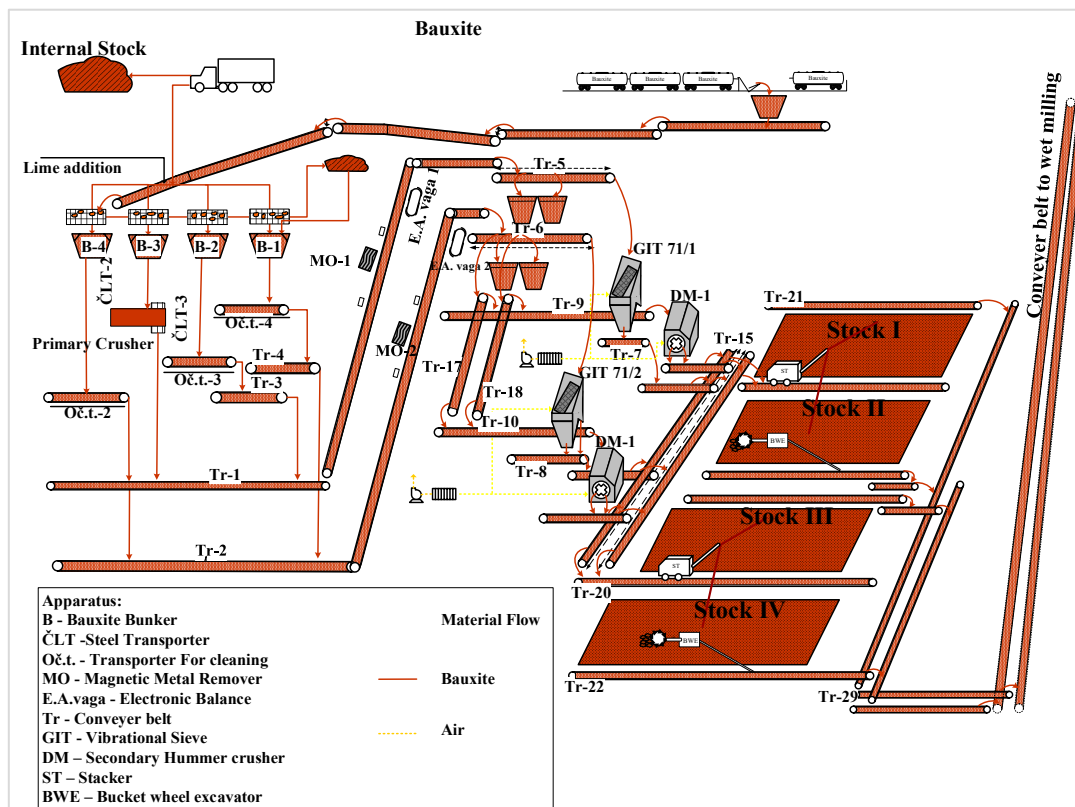 Bauxite
Internal Stock
Bauxite
Bauxite
Bauxite
Bauxite
Conveyer belt to wet milling
Lime addition
Tr-5
E.A. vaga 1
Tr-6
E.A. vaga 2
B-4
B-3
B-2
B-1
ČLT-2
ČLT-3
MO-1
MO-2
GIT 71/1
DM-1
Primary Crusher
Oč.t.-4
Tr-4
Oč.t.-3
Tr-3
Oč.t.-2
Tr-9
Tr-7
Tr-15
Tr-17
Tr-18
GIT 71/2
Tr-10
DM-1
Tr-8
Tr-21
Stock I
ST
Stock II
BWE
Stock III
ST
Tr-20
Stock IV
BWE
Tr-22
Tr-29
Tr-1
Tr-2
Apparatus:
B - Bauxite Bunker
ČLT -Steel Transporter
Oč.t. - Transporter For cleaning
MO - Magnetic Metal Remover
E.A.vaga - Electronic Balance
Tr - Conveyer belt
GIT - Vibrational Sieve
DM – Secondary Hummer crusher
ST – Stacker
BWE – Bucket wheel excavator
Material Flow
Bauxite
Air